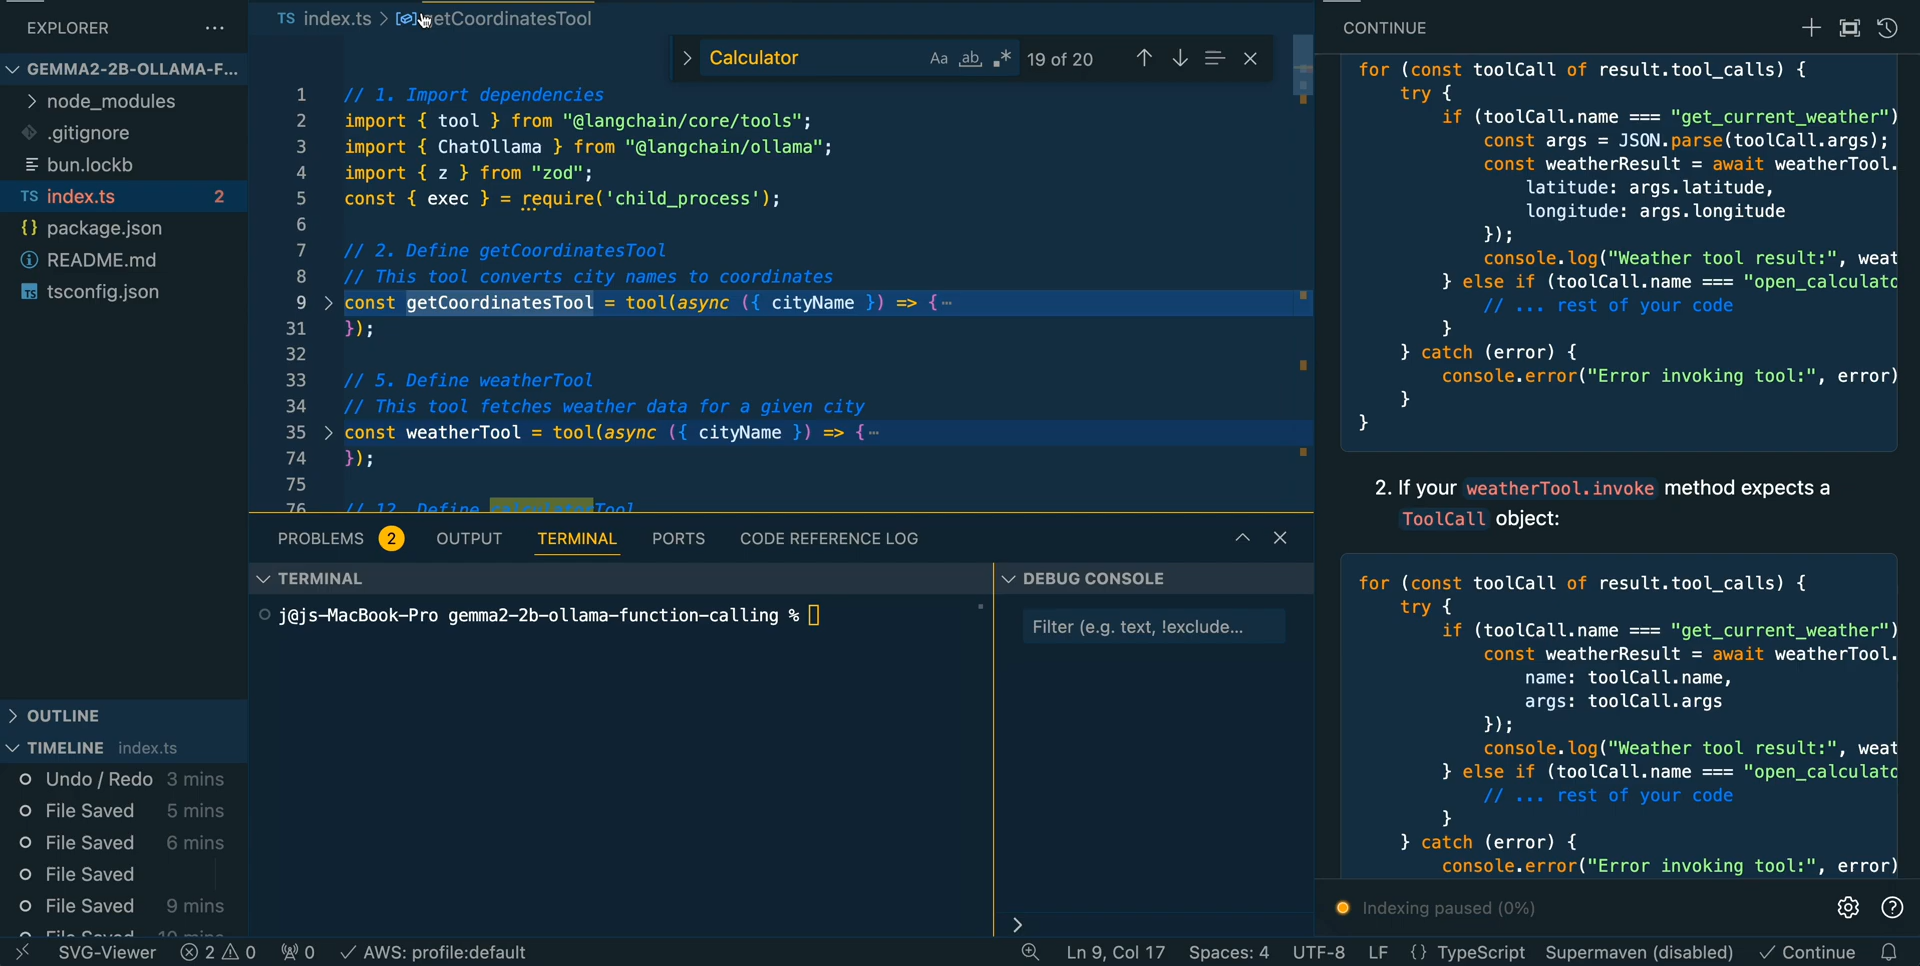 EXPLORER ...
GEMMA2-2B-OLLAMA-F...
node_modules
.gitignore
bun.lockb
TS index.ts 2
{} package.json
README.md
TS tsconfig.json
OUTLINE
TIMELINE index.ts
Undo / Redo 3 mins
File Saved 5 mins
File Saved 6 mins
File Saved
File Saved 9 mins
File Saved 10 mins
TS index.ts > getCoordinatesTool
Calculator Aa ab .* 19 of 20
1 // 1. Import dependencies
2 import { tool } from "@langchain/core/tools";
3 import { ChatOllama } from "@langchain/ollama";
4 import { z } from "zod";
5 const { exec } = require('child_process');
6
7 // 2. Define getCoordinatesTool
8 // This tool converts city names to coordinates
9 > const getCoordinatesTool = tool(async ({ cityName }) => {…
31 });
32
33 // 5. Define weatherTool
34 // This tool fetches weather data for a given city
35 > const weatherTool = tool(async ({ cityName }) => {…
74 });
75
76 // 12. Define calculatorTool
PROBLEMS 2 OUTPUT TERMINAL PORTS CODE REFERENCE LOG
TERMINAL
j@js-MacBook-Pro gemma2-2b-ollama-function-calling %
DEBUG CONSOLE
Filter (e.g. text, !exclude...
>
CONTINUE
for (const toolCall of result.tool_calls) {
try {
if (toolCall.name === "get_current_weather")
const args = JSON.parse(toolCall.args);
const weatherResult = await weatherTool.
latitude: args.latitude,
longitude: args.longitude
});
console.log("Weather tool result:", weat
} else if (toolCall.name === "open_calculato
// ... rest of your code
}
} catch (error) {
console.error("Error invoking tool:", error)
}
}
2. If your weatherTool.invoke method expects a
ToolCall object:
for (const toolCall of result.tool_calls) {
try {
if (toolCall.name === "get_current_weather")
const weatherResult = await weatherTool.
name: toolCall.name,
args: toolCall.args
});
console.log("Weather tool result:", weat
} else if (toolCall.name === "open_calculato
// ... rest of your code
}
} catch (error) {
console.error("Error invoking tool:", error)
Indexing paused (0%)
SVG-Viewer 2 0 0 AWS: profile:default Ln 9, Col 17 Spaces: 4 UTF-8 LF {} TypeScript Supermaven (disabled) Continue